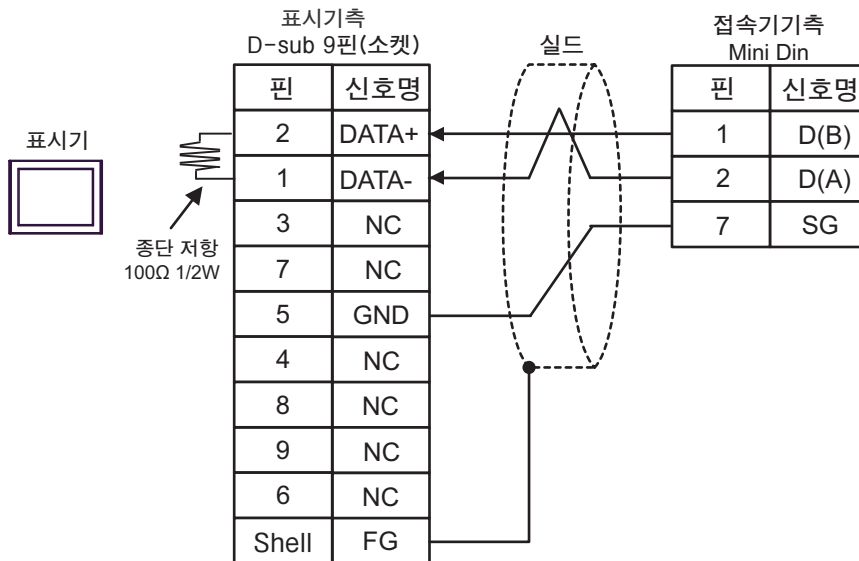 표시기측
D-sub 9핀(소켓)
실드
접속기기측
Mini Din
표시기
종단 저항
100Ω 1/2W
핀 신호명
2 DATA+
1 DATA-
3 NC
7 NC
5 GND
4 NC
8 NC
9 NC
6 NC
Shell FG
핀 신호명
1 D(B)
2 D(A)
7 SG